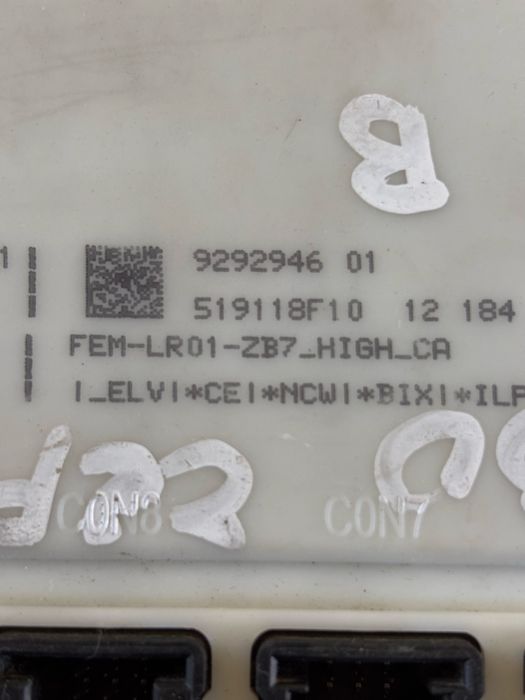 B
9292946 01
519118F10 12 184
FEM-LR01-ZB7_HIGH_CA
|_ELV|*CE|*NCW|*BIX|*ILF
CON8 CON7